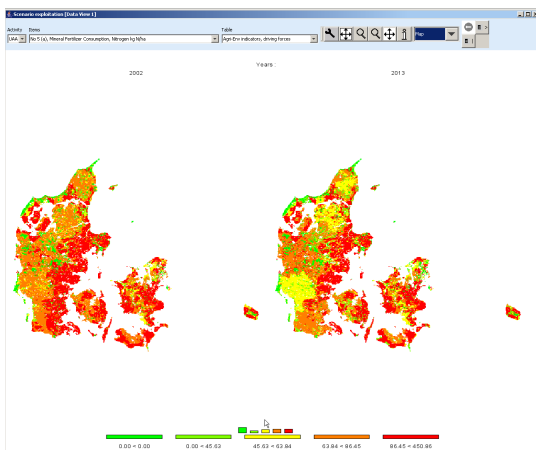 Scenario exploitation [Data View 1]
Activity Items Table
UAA No 5 (a), Mineral Fertilizer Consumption, Nitrogen kg N/ha Agri-Env indicators, driving forces Map
Years :
2002 2013
0.00 < 0.00 0.00 < 45.63 45.63 < 63.84 63.84 < 86.45 86.45 < 450.86